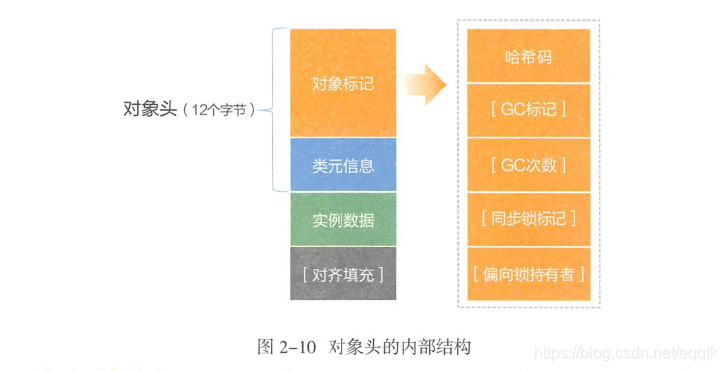 对象头（12个字节）
对象标记
类元信息
实例数据
[ 对齐填充 ]
哈希码
[ GC标记 ]
[ GC次数 ]
[ 同步锁标记 ]
[ 偏向锁持有者 ]
图 2-10 对象头的内部结构
https://blog.csdn.net/eqqtk